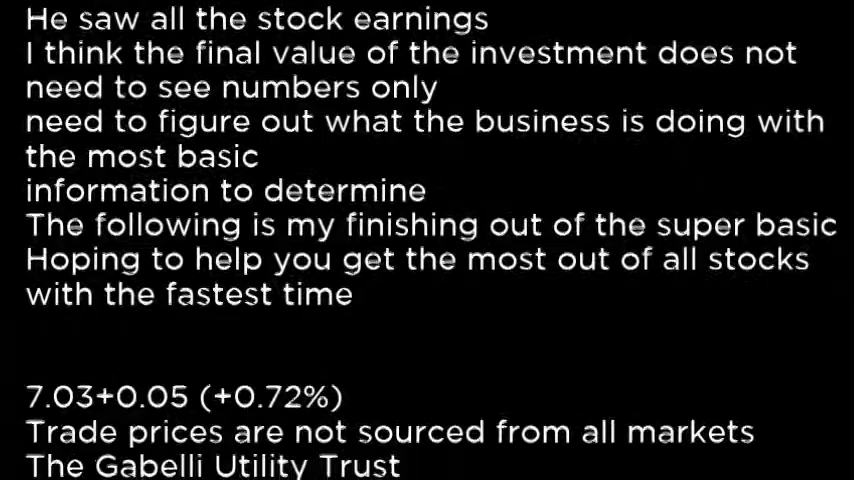 He saw all the stock earnings
I think the final value of the investment does not
need to see numbers only
need to figure out what the business is doing with
the most basic
information to determine
The following is my finishing out of the super basic
Hoping to help you get the most out of all stocks
with the fastest time
7.03+0.05 (+0.72%)
Trade prices are not sourced from all markets
The Gabelli Utility Trust